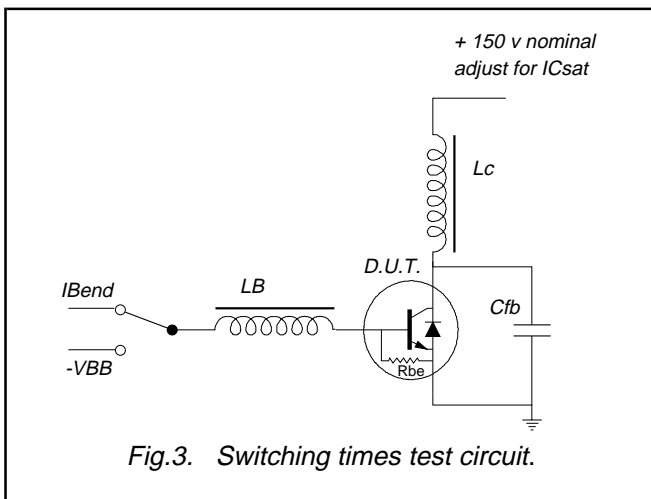 + 150 v nominal
adjust for ICsat
Lc
D.U.T.
LB
IBend
Cfb
-VBB
Rbe
Fig.3. Switching times test circuit.